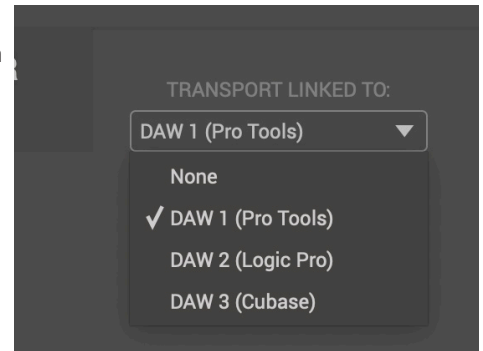 TRANSPORT LINKED TO:
DAW 1 (Pro Tools)
None
✓ DAW 1 (Pro Tools)
DAW 2 (Logic Pro)
DAW 3 (Cubase)